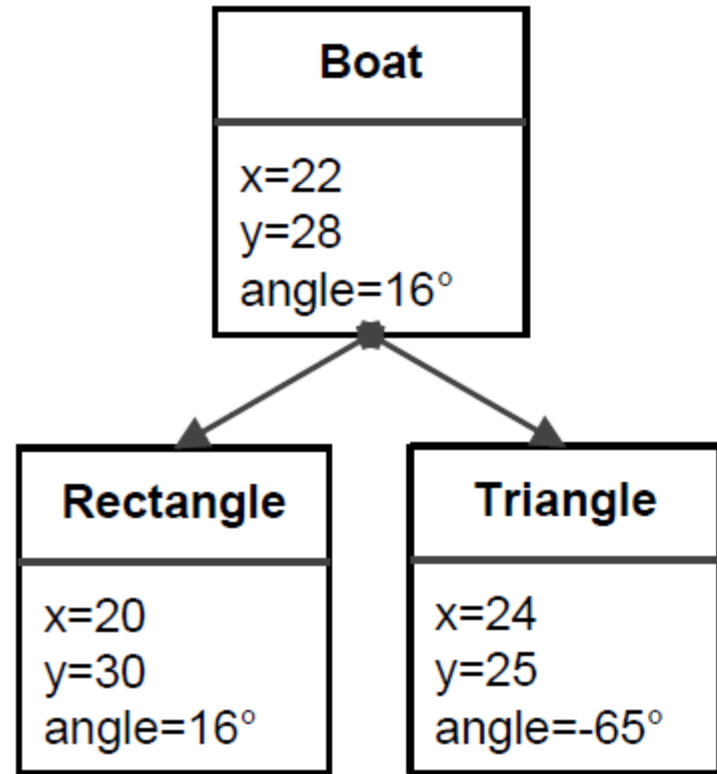 Boat
x=22
y=28
angle=16°
Rectangle
x=20
y=30
angle=16°
Triangle
x=24
y=25
angle=-65°